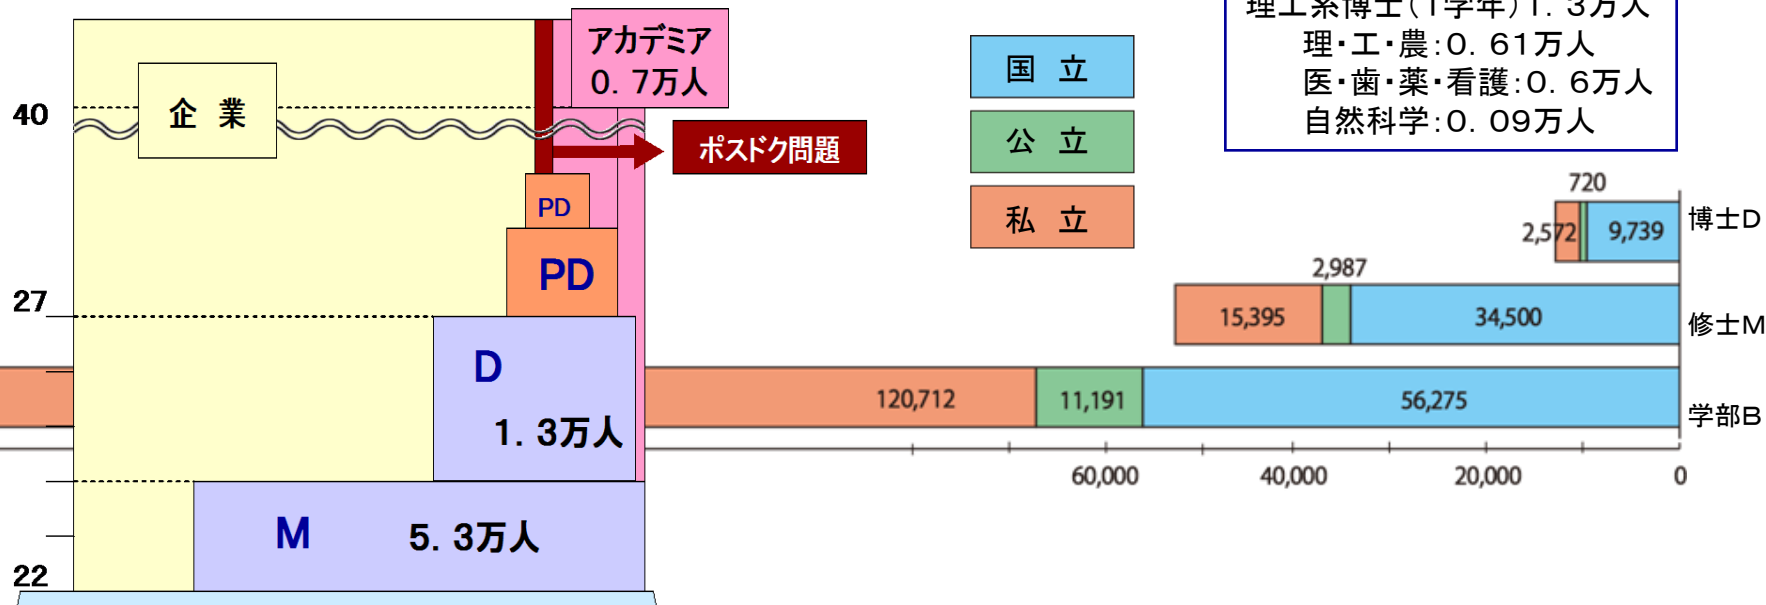 アカデミア
0. 7万人
40
企 業
ポスドク問題
PD
PD
27
D
1. 3万人
M 5. 3万人
22
国 立
公 立
私 立
理工系博士(1学年)1. 3万人
理・工・農:0. 61万人
医・歯・薬・看護:0. 6万人
自然科学:0. 09万人
720
2,572 9,739 博士D
2,987
15,395 34,500 修士M
120,712 11,191 56,275 学部B
60,000 40,000 20,000 0